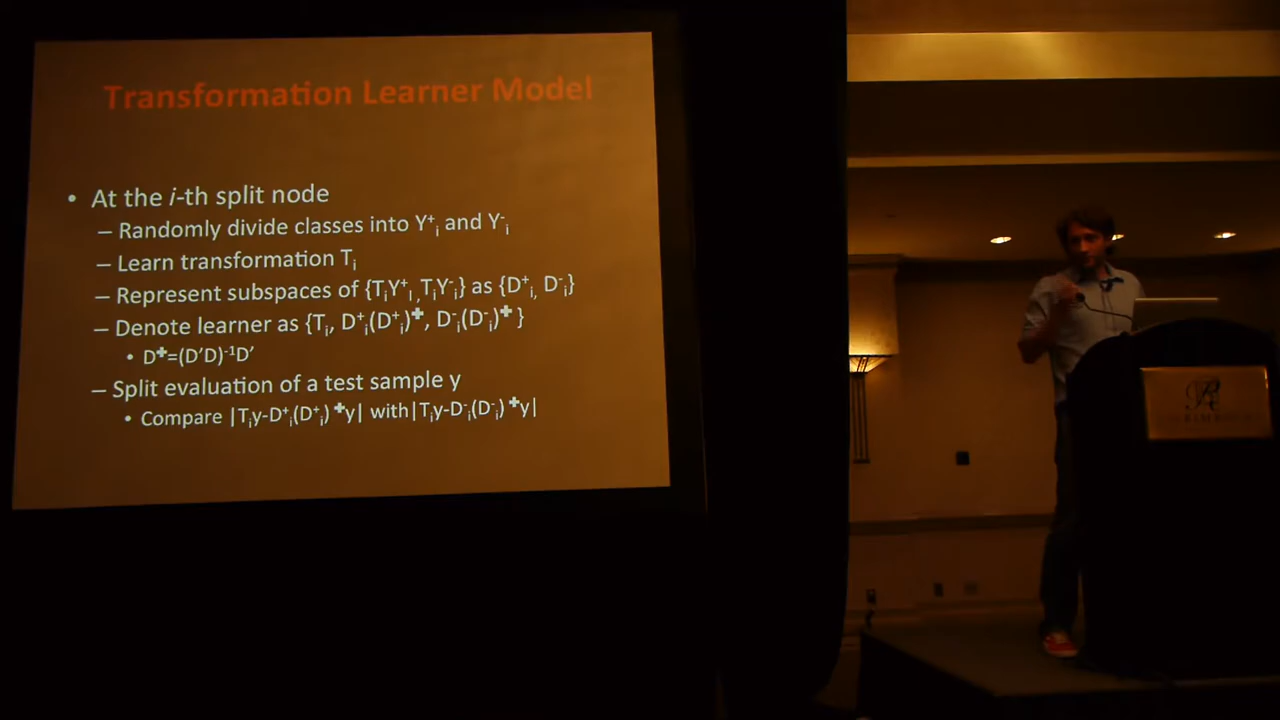 Transformation Learner Model
• At the i-th split node
– Randomly divide classes into Y⁺ᵢ and Y⁻ᵢ
– Learn transformation Tᵢ
– Represent subspaces of {TᵢY⁺ᵢ,TᵢY⁻ᵢ} as {D⁺ᵢ, D⁻ᵢ}
– Denote learner as {Tᵢ, D⁺ᵢ(D⁺ᵢ)✚, D⁻ᵢ(D⁻ᵢ)✚ }
• D✚=(D′D)⁻¹D′
– Split evaluation of a test sample y
• Compare |Tᵢy-D⁺ᵢ(D⁺ᵢ)✚y| with|Tᵢy-D⁻ᵢ(D⁻ᵢ)✚y|